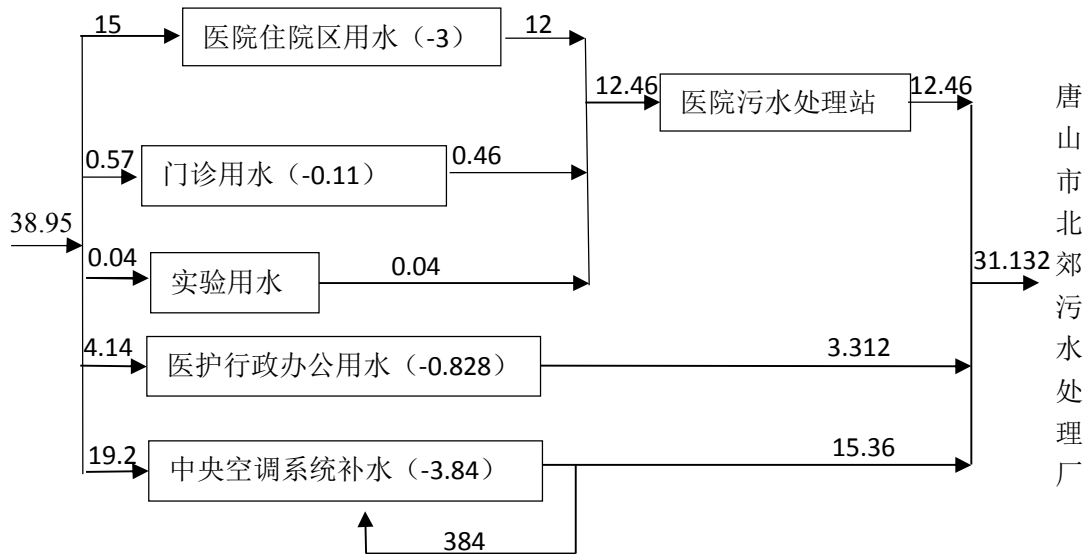 15
医院住院区用水（-3）
12
12.46
医院污水处理站
12.46
0.57
门诊用水（-0.11）
0.46
38.95
0.04
实验用水
0.04
31.132
4.14
医护行政办公用水（-0.828）
3.312
19.2
中央空调系统补水（-3.84）
15.36
384
唐山市北郊污水处理厂